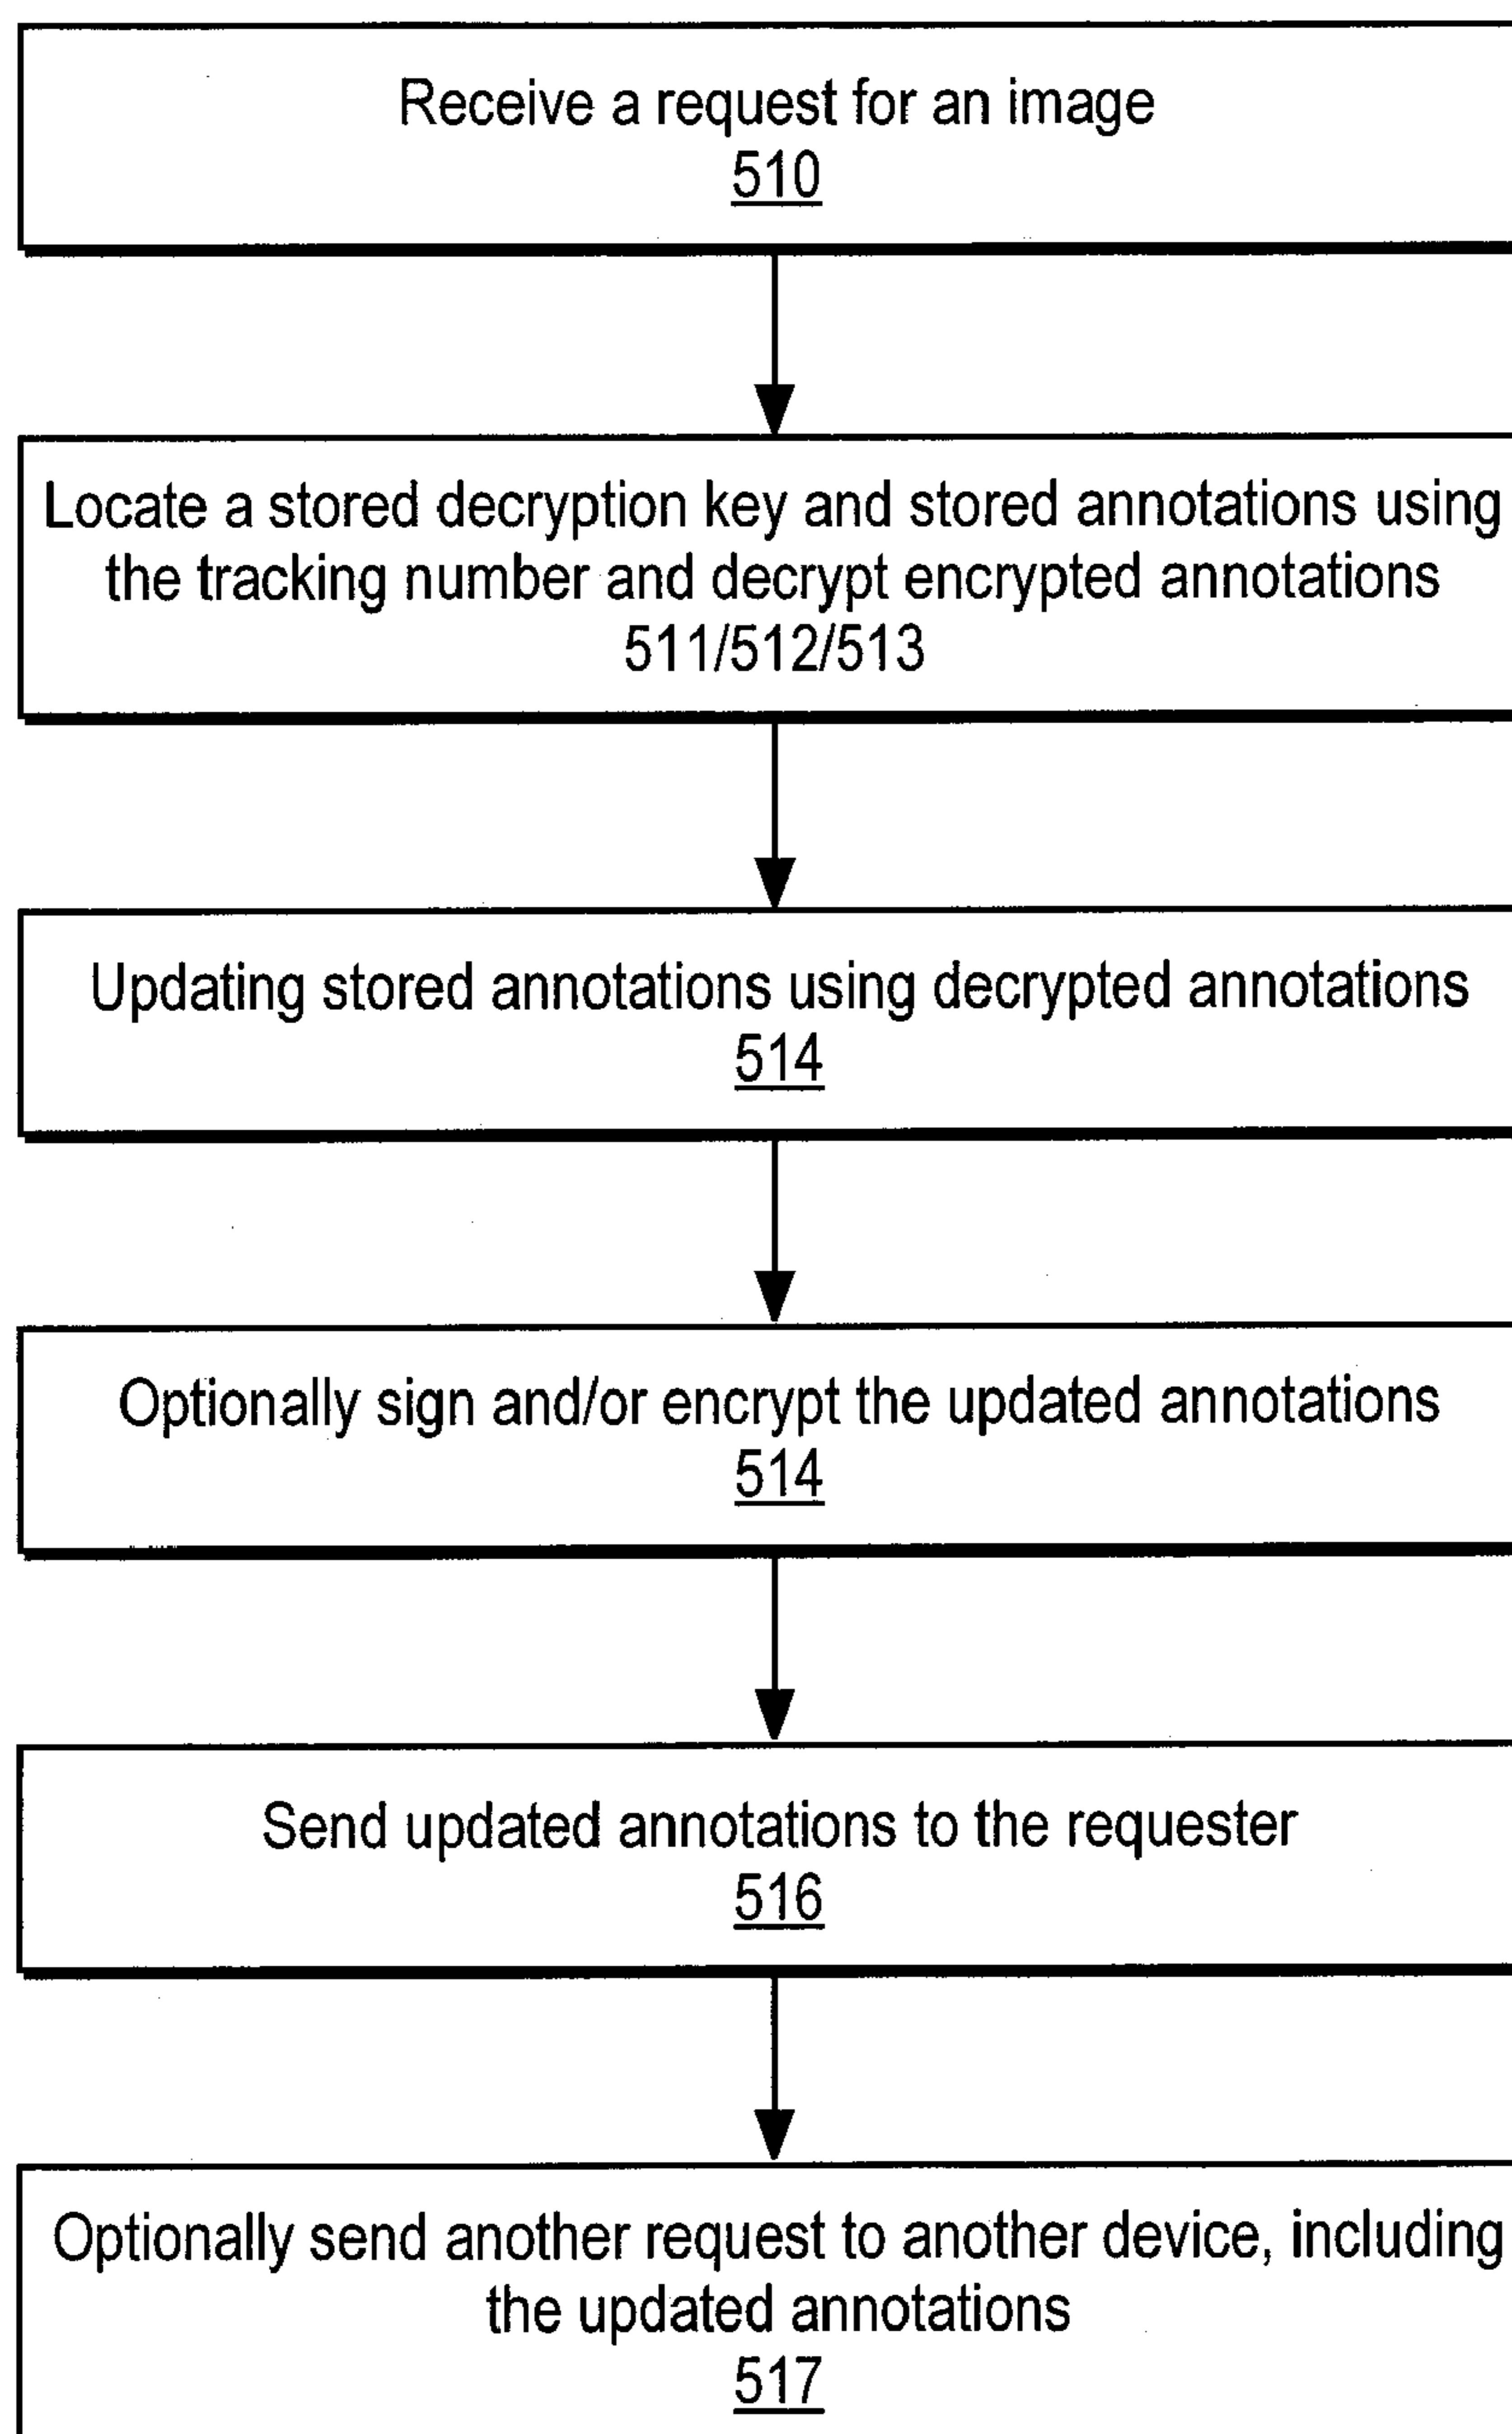 Receive a request for an image
510
Locate a stored decryption key and stored annotations using
the tracking number and decrypt encrypted annotations
511/512/513
Updating stored annotations using decrypted annotations
514
Optionally sign and/or encrypt the updated annotations
514
Send updated annotations to the requester
516
Optionally send another request to another device, including
the updated annotations
517